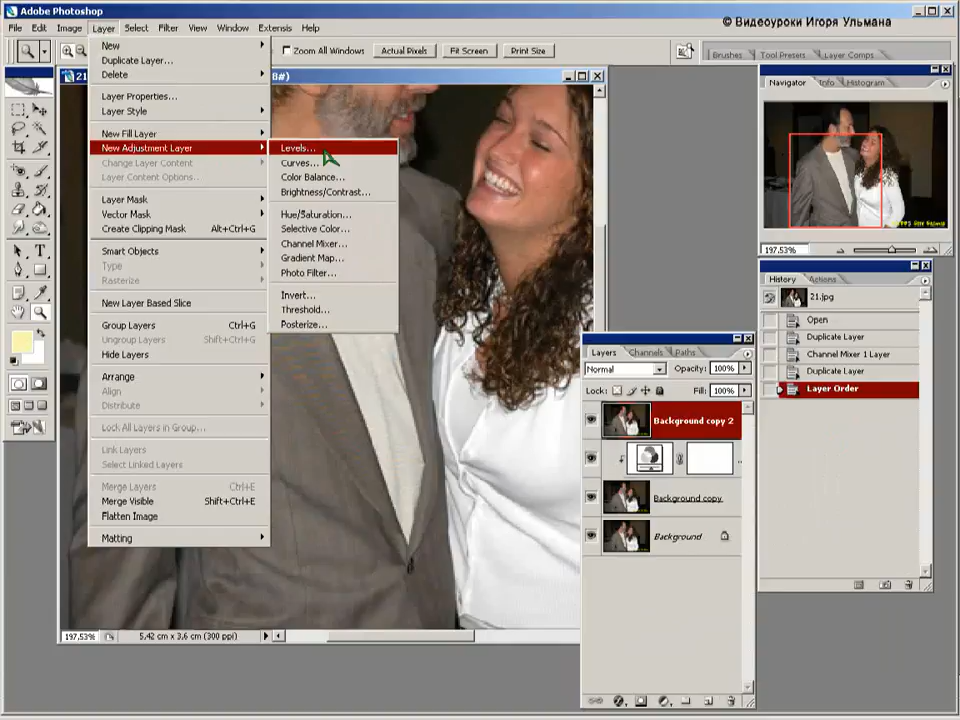 Adobe Photoshop
© Видеоуроки Игоря Ульмана
File Edit Image Layer Select Filter View Window Extensis Help
Zoom All Windows Actual Pixels Fit Screen Print Size
Brushes Tool Presets Layer Comps
New
Duplicate Layer...
Delete
Layer Properties...
Layer Style
New Fill Layer
New Adjustment Layer
Change Layer Content
Layer Content Options...
Layer Mask
Vector Mask
Create Clipping Mask Alt+Ctrl+G
Smart Objects
Type
Rasterize
New Layer Based Slice
Group Layers Ctrl+G
Ungroup Layers Shift+Ctrl+G
Hide Layers
Arrange
Align
Distribute
Lock All Layers in Group...
Link Layers
Select Linked Layers
Merge Layers Ctrl+E
Merge Visible Shift+Ctrl+E
Flatten Image
Matting
Levels...
Curves...
Color Balance...
Brightness/Contrast...
Hue/Saturation...
Selective Color...
Channel Mixer...
Gradient Map...
Photo Filter...
Invert...
Threshold...
Posterize...
21
8#)
197,53% 5,42 cm x 3,6 cm (300 ppi)
Navigator Info Histogram
197.53%
History Actions
21.jpg
Open
Duplicate Layer
Channel Mixer 1 Layer
Duplicate Layer
Layer Order
Layers Channels Paths
Normal Opacity: 100%
Lock: Fill: 100%
Background copy 2
Background copy
Background